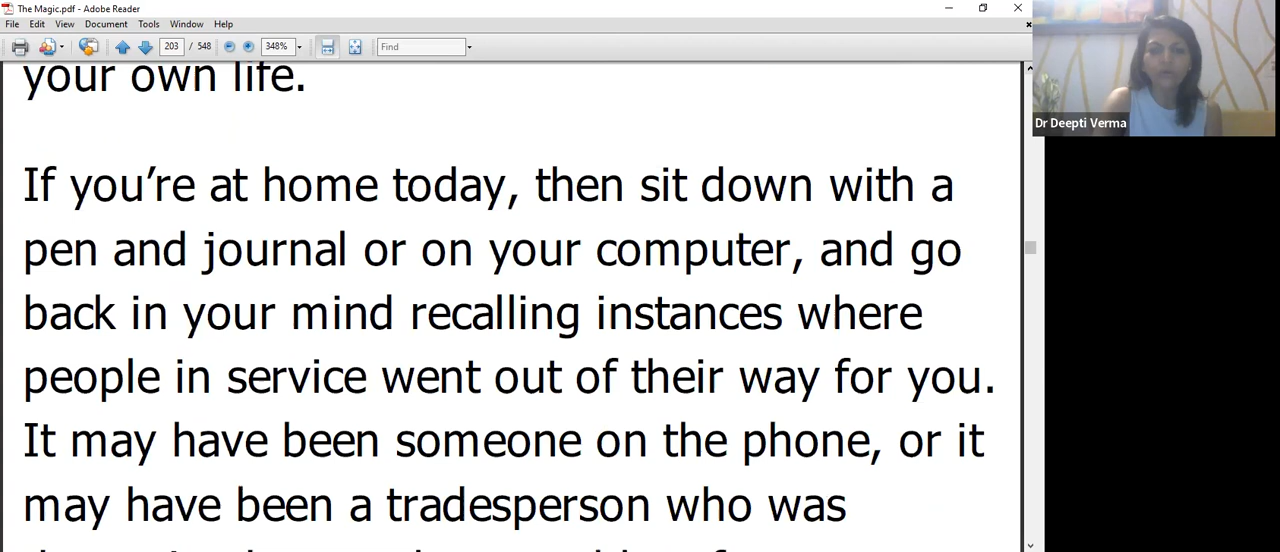 The Magic.pdf - Adobe Reader
File Edit View Document Tools Window Help
203 / 548 348% Find
your own life.
If you’re at home today, then sit down with a
pen and journal or on your computer, and go
back in your mind recalling instances where
people in service went out of their way for you.
It may have been someone on the phone, or it
may have been a tradesperson who was
Dr Deepti Verma